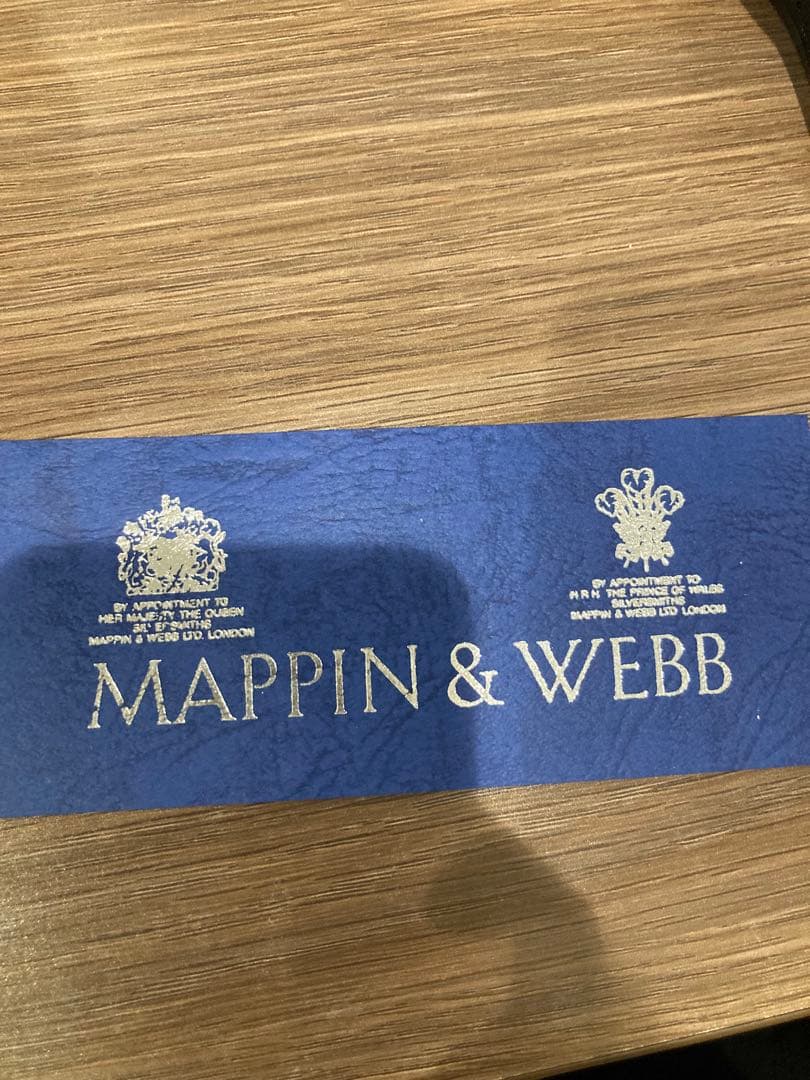 BY APPOINTMENT TO
HER MAJESTY THE QUEEN
SILVERSMITHS
MAPPIN & WEBB LTD. LONDON
BY APPOINTMENT TO
H R H THE PRINCE OF WALES
SILVERSMITHS
MAPPIN & WEBB LTD LONDON
MAPPIN & WEBB